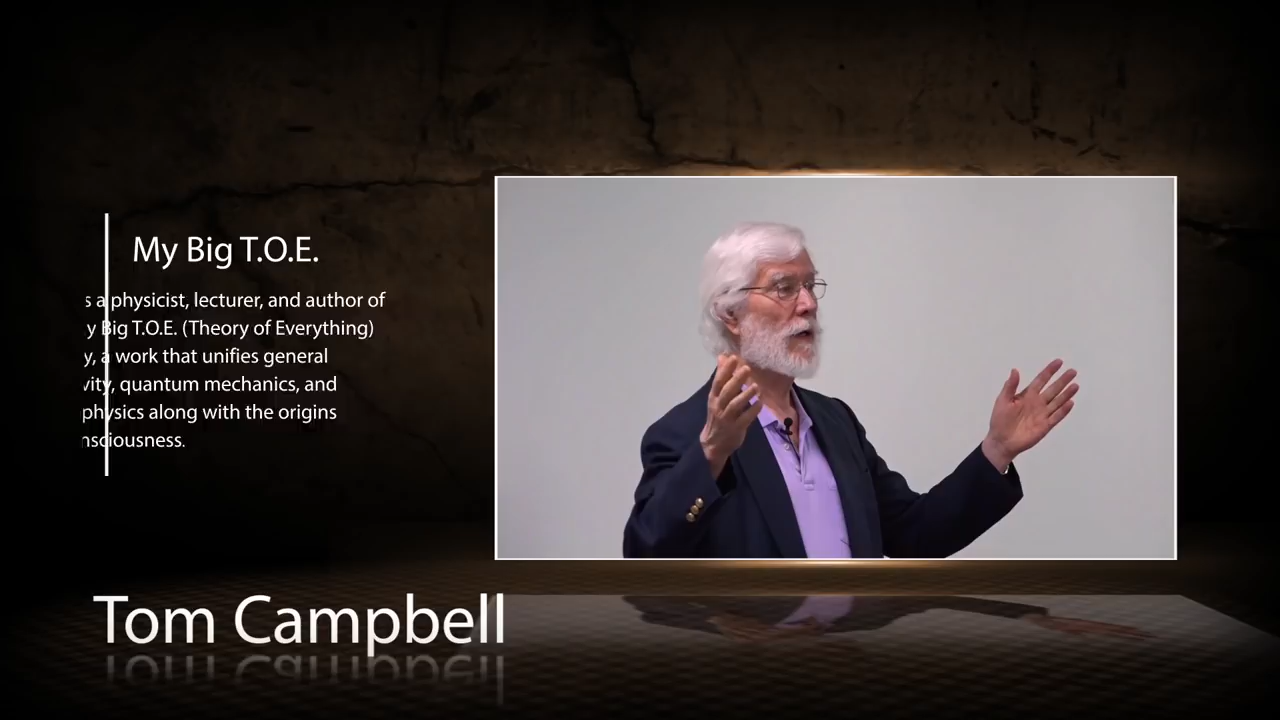 My Big T.O.E.
s a physicist, lecturer, and author of
y Big T.O.E. (Theory of Everything)
y, a work that unifies general
vity, quantum mechanics, and
physics along with the origins
nsciousness.
Tom Campbell